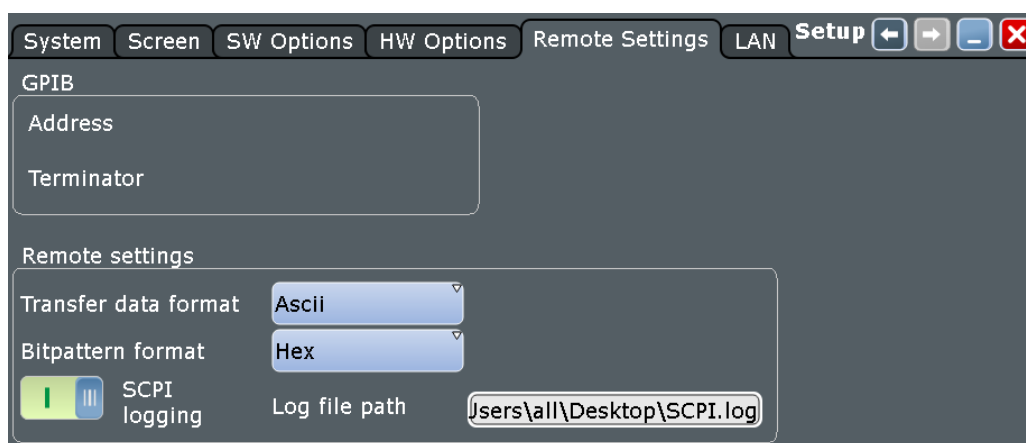 System Screen SW Options HW Options Remote Settings LAN Setup
GPIB
Address
Terminator
Remote settings
Transfer data format Ascii
Bitpattern format Hex
SCPI
logging
Log file path Jsers\all\Desktop\SCPI.log